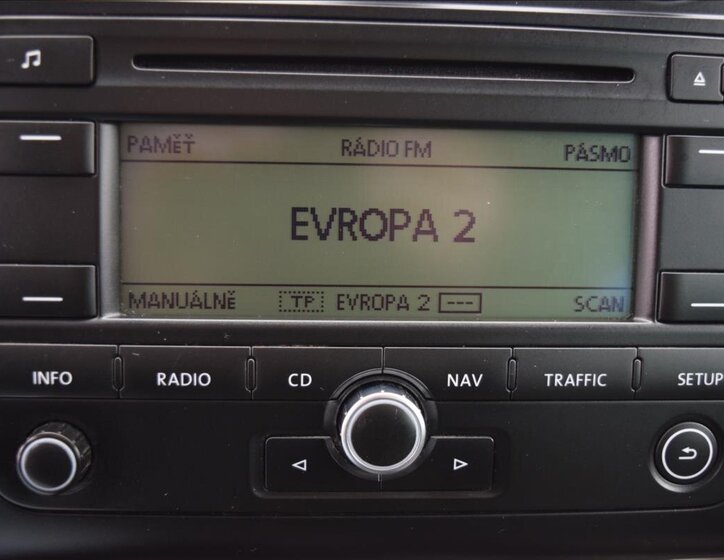 PAMĚŤ RÁDIO FM PÁSMO
EVROPA 2
MANUÁLNĚ TP EVROPA 2 --- SCAN
INFO RADIO CD NAV TRAFFIC SETUP